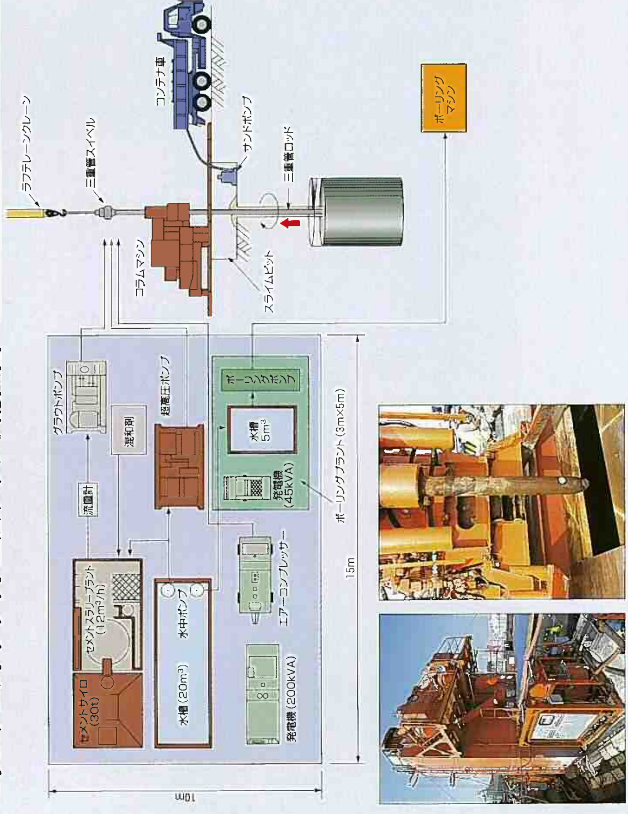 ラフテレーンクレーン
三重管スイベル
コンテナ車
コラムマシン
サンドポンプ
三重管ロッド
スライムピット
ボーリング
マシン
グラウトポンプ
流量計
混和剤
超高圧ポンプ
セメントサイロ
(30t)
セメントスラリープラント
(12m³/h)
水槽(20m³)
水中ポンプ
発電機(200kVA)
エアーコンプレッサー
発電機
(45kVA)
水槽
5m³
ボーリングポンプ
ボーリングプラント(3m×5m)
10m
15m